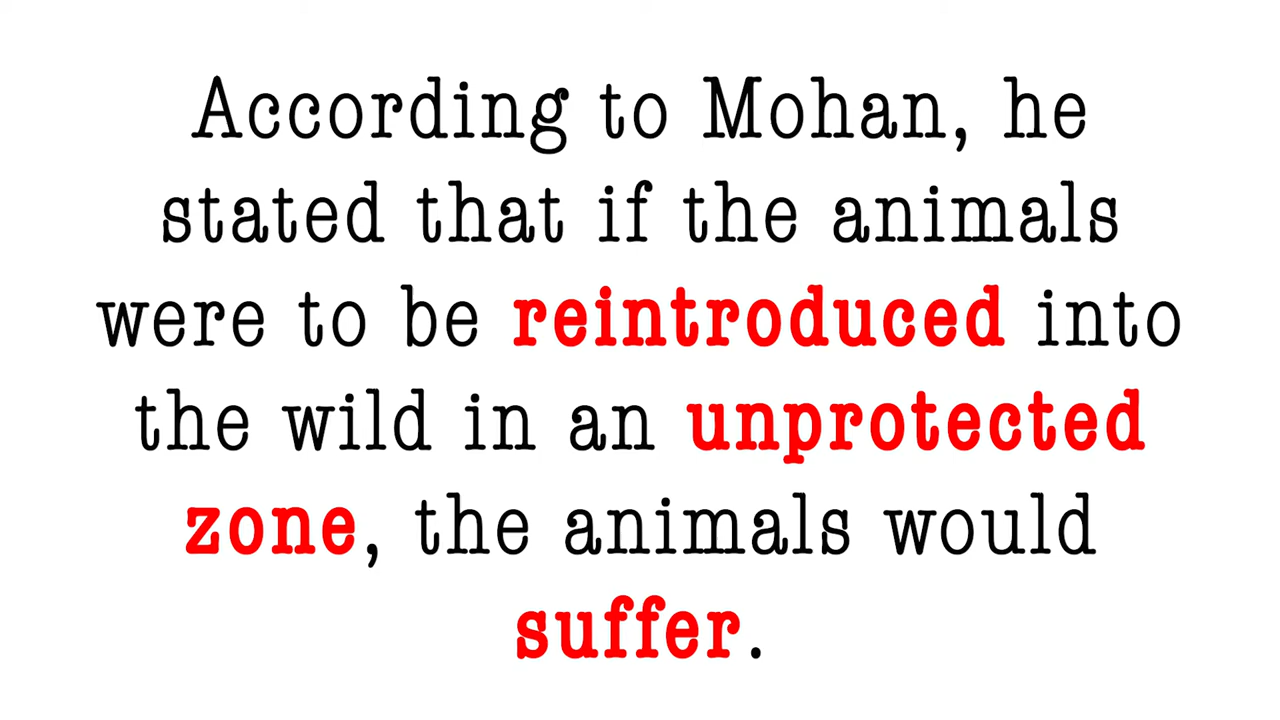 According to Mohan, he
stated that if the animals
were to be reintroduced into
the wild in an unprotected
zone, the animals would
suffer.